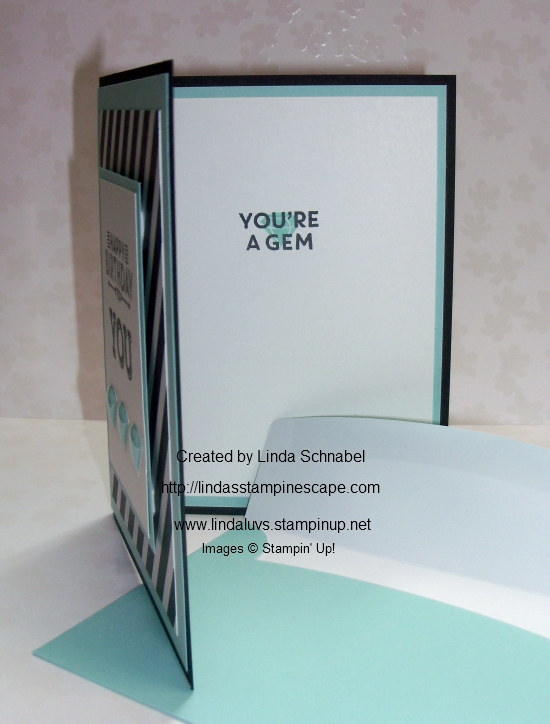 YOU'RE
A GEM
HAPPY
BIRTHDAY
TO
YOU
Created by Linda Schnabel
http://lindasstampinescape.com
www.lindaluvs.stampinup.net
Images © Stampin' Up!